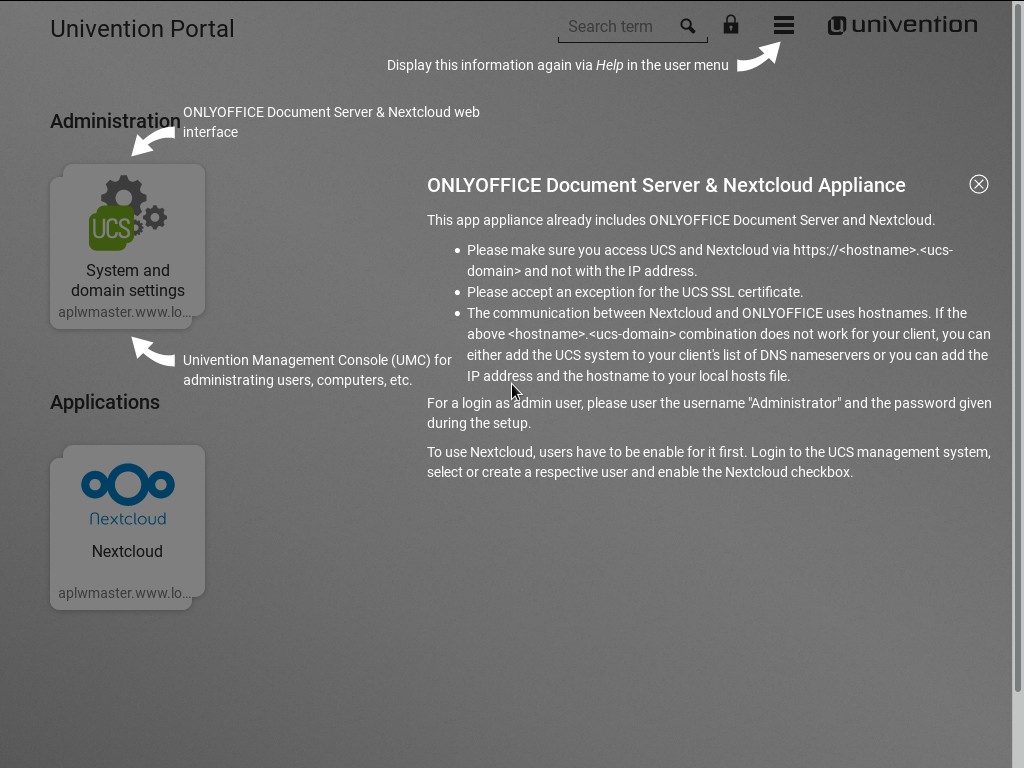 Univention Portal
Search term
univention
Display this information again via Help in the user menu
Administration
ONLYOFFICE Document Server & Nextcloud web
interface
UCS
System and
domain settings
aplwmaster.www.lo...
Univention Management Console (UMC) for
administrating users, computers, etc.
Applications
Nextcloud
Nextcloud
aplwmaster.www.lo...
ONLYOFFICE Document Server & Nextcloud Appliance
This app appliance already includes ONLYOFFICE Document Server and Nextcloud.
Please make sure you access UCS and Nextcloud via https://<hostname>.<ucs-
domain> and not with the IP address.
Please accept an exception for the UCS SSL certificate.
The communication between Nextcloud and ONLYOFFICE uses hostnames. If the
above <hostname>.<ucs-domain> combination does not work for your client, you can
either add the UCS system to your client's list of DNS nameservers or you can add the
IP address and the hostname to your local hosts file.
For a login as admin user, please user the username "Administrator" and the password given
during the setup.
To use Nextcloud, users have to be enable for it first. Login to the UCS management system,
select or create a respective user and enable the Nextcloud checkbox.